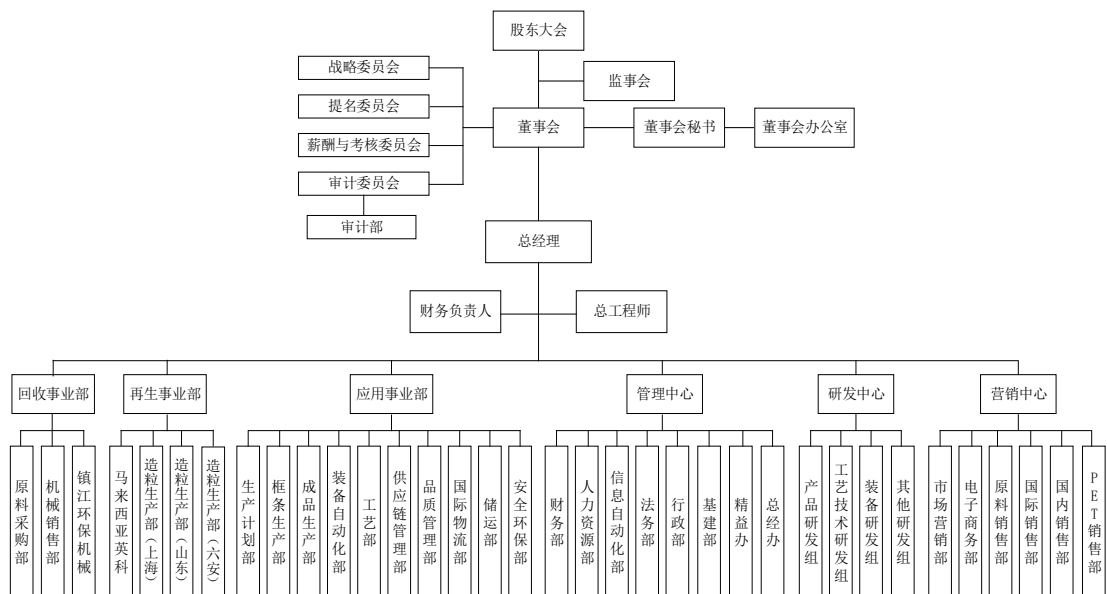 股东大会
战略委员会
监事会
提名委员会
董事会
董事会秘书
董事会办公室
薪酬与考核委员会
审计委员会
审计部
总经理
财务负责人
总工程师
回收事业部
再生事业部
应用事业部
管理中心
研发中心
营销中心
原料采购部
机械销售部
镇江环保机械
马来西亚英科
造粒生产部（上海）
造粒生产部（山东）
造粒生产部（六安）
生产计划部
框条生产部
成品生产部
装备自动化部
工艺部
供应链管理部
品质管理部
国际物流部
储运部
安全环保部
财务部
人力资源部
信息自动化部
法务部
行政部
基建部
精益办
总经办
产品研发组
工艺技术研发组
装备研发组
其他研发组
市场营销部
电子商务部
原料销售部
国际销售部
国内销售部
PET销售部